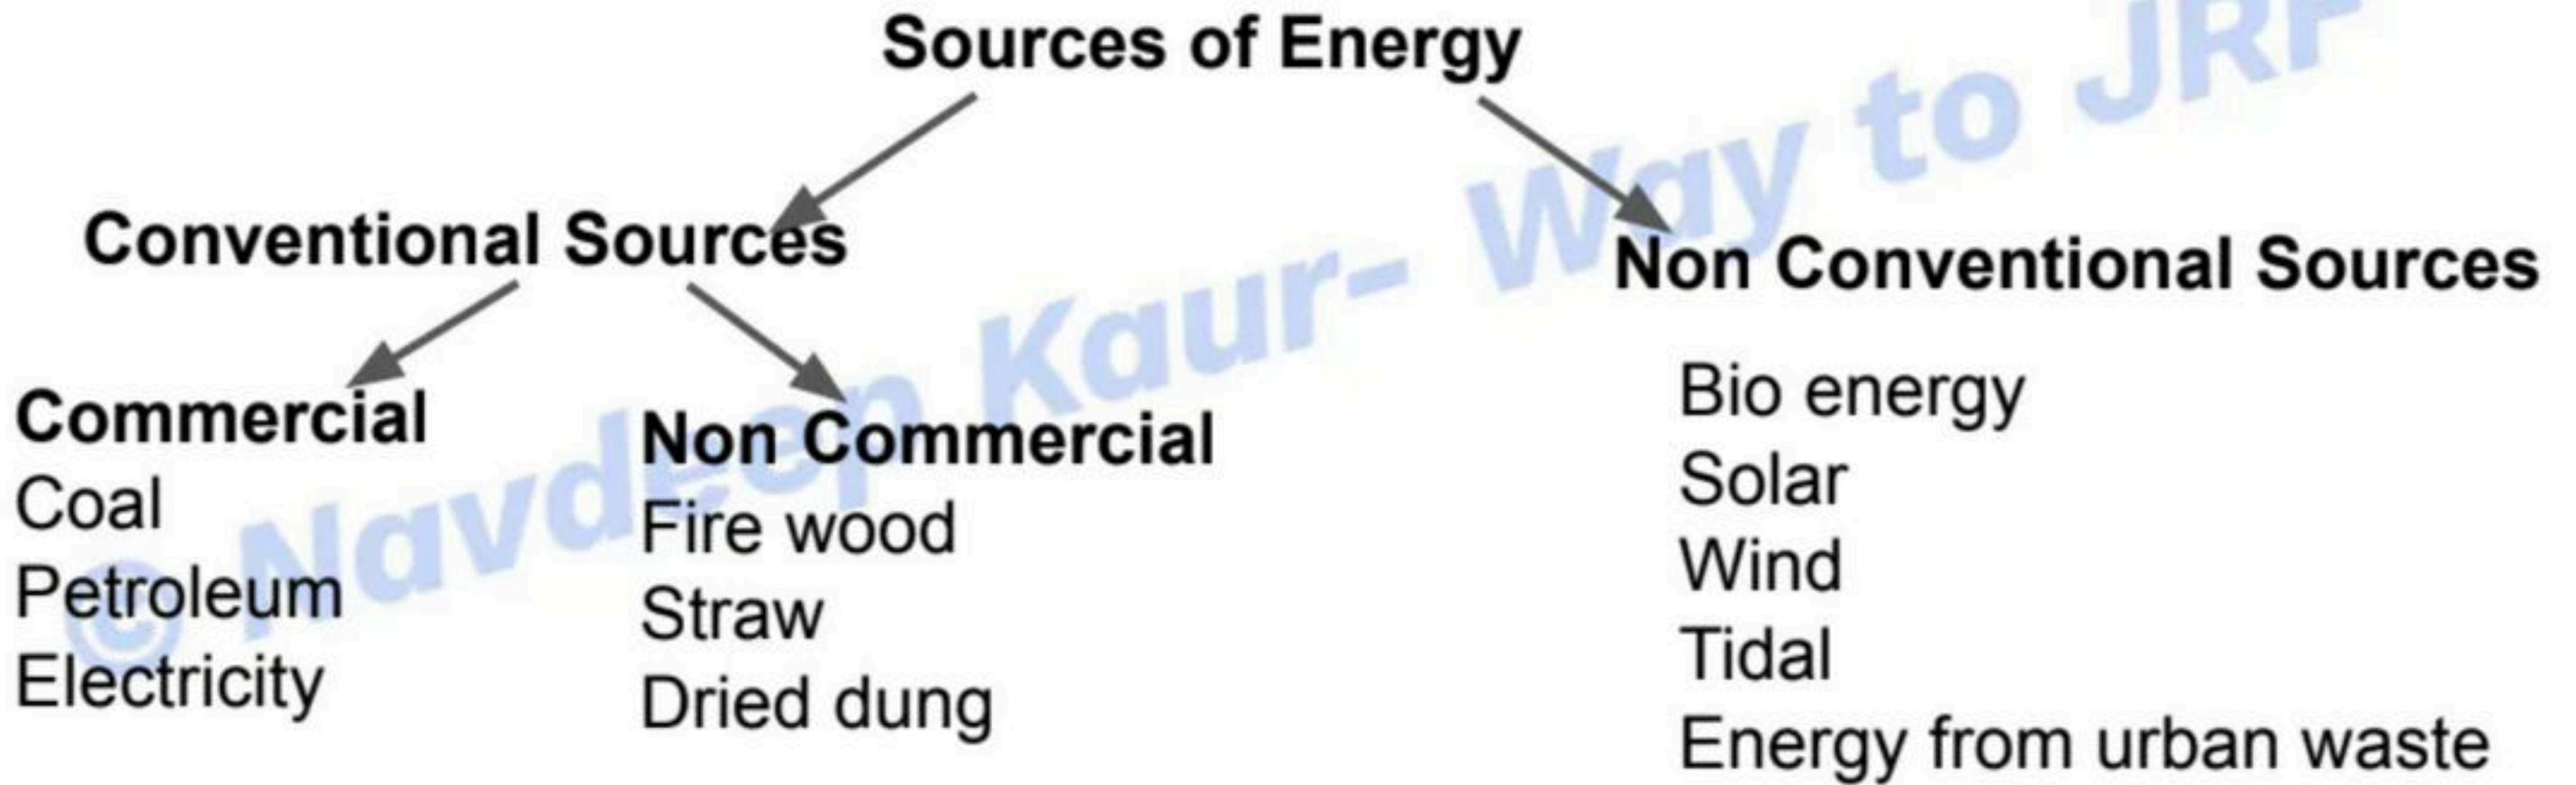 Sources of Energy
Conventional Sources
Non Conventional Sources
Commercial
Coal
Petroleum
Electricity
Non Commercial
Fire wood
Straw
Dried dung
Bio energy
Solar
Wind
Tidal
Energy from urban waste
© Navdeep Kaur- Way to JRF